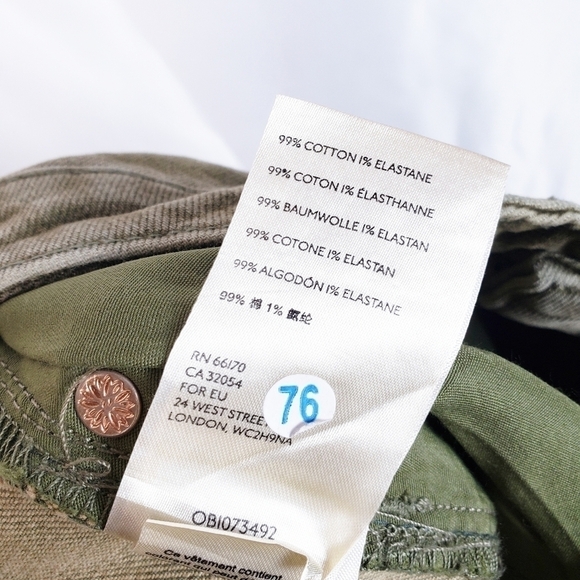 99% COTTON 1% ELASTANE
99% COTON 1% ÉLASTHANNE
99% BAUMWOLLE 1% ELASTAN
99% COTONE 1% ELASTAN
99% ALGODÓN 1% ELASTANE
99% 棉 1% 氨纶
RN 66170
CA 32054
FOR EU
24 WEST STREE
LONDON, WC2H9NA
76
OB1073492
Ce vêtement contient